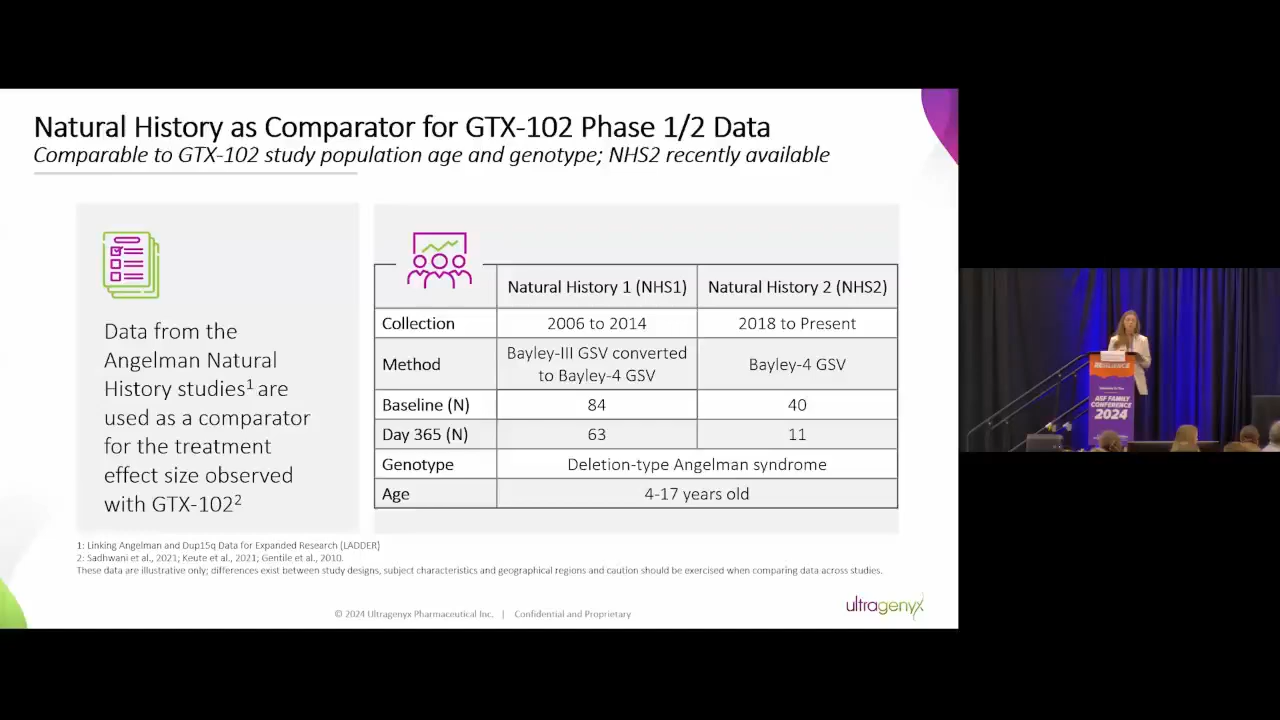 Natural History as Comparator for GTX-102 Phase 1/2 Data
Comparable to GTX-102 study population age and genotype; NHS2 recently available
Data from the
Angelman Natural
History studies¹ are
used as a comparator
for the treatment
effect size observed
with GTX-102²
Natural History 1 (NHS1) Natural History 2 (NHS2)
Collection 2006 to 2014 2018 to Present
Method Bayley-III GSV converted
to Bayley-4 GSV Bayley-4 GSV
Baseline (N) 84 40
Day 365 (N) 63 11
Genotype Deletion-type Angelman syndrome
Age 4-17 years old
1: Linking Angelman and Dup15q Data for Expanded Research (LADDER)
2: Sadhwani et al., 2021; Keute et al., 2021; Gentile et al., 2010.
These data are illustrative only; differences exist between study designs, subject characteristics and geographical regions and caution should be exercised when comparing data across studies.
© 2024 Ultragenyx Pharmaceutical Inc. | Confidential and Proprietary
ultragenyx
RESILIENCE
ASF FAMILY
CONFERENCE
2024